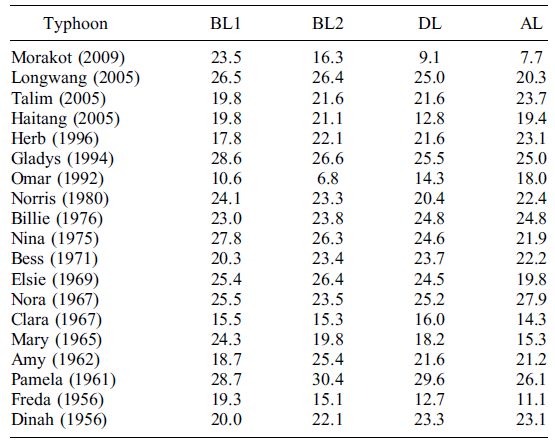 Typhoon BL1 BL2 DL AL
Morakot (2009) 23.5 16.3 9.1 7.7
Longwang (2005) 26.5 26.4 25.0 20.3
Talim (2005) 19.8 21.6 21.6 23.7
Haitang (2005) 19.8 21.1 12.8 19.4
Herb (1996) 17.8 22.1 21.6 23.1
Gladys (1994) 28.6 26.6 25.5 25.0
Omar (1992) 10.6 6.8 14.3 18.0
Norris (1980) 24.1 23.3 20.4 22.4
Billie (1976) 23.0 23.8 24.8 24.8
Nina (1975) 27.8 26.3 24.6 21.9
Bess (1971) 20.3 23.4 23.7 22.2
Elsie (1969) 25.4 26.4 24.5 19.8
Nora (1967) 25.5 23.5 25.2 27.9
Clara (1967) 15.5 15.3 16.0 14.3
Mary (1965) 24.3 19.8 18.2 15.3
Amy (1962) 18.7 25.4 21.6 21.2
Pamela (1961) 28.7 30.4 29.6 26.1
Freda (1956) 19.3 15.1 12.7 11.1
Dinah (1956) 20.0 22.1 23.3 23.1